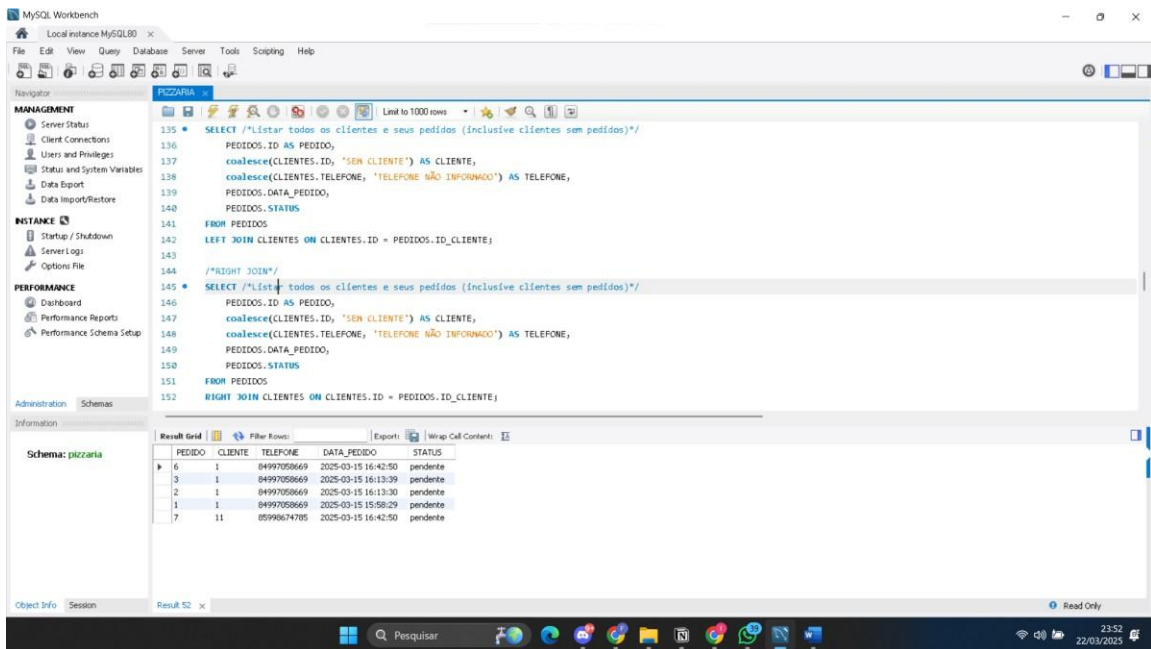 MySQL Workbench
Local instance MySQL80
File Edit View Query Database Server Tools Scripting Help
Navigator
PIZZARIA
MANAGEMENT
Server Status
Client Connections
Users and Privileges
Status and System Variables
Data Export
Data Import/Restore
INSTANCE
Startup / Shutdown
Server Logs
Options File
PERFORMANCE
Dashboard
Performance Reports
Performance Schema Setup
Administration Schemas
Information
Schema: pizzaria
Object Info Session
Limit to 1000 rows
135 SELECT /*Listar todos os clientes e seus pedidos (inclusive clientes sem pedidos)*/
136 PEDIDOS.ID AS PEDIDO,
137 coalesce(CLIENTES.ID, 'SEM CLIENTE') AS CLIENTE,
138 coalesce(CLIENTES.TELEFONE, 'TELEFONE NÃO INFORMADO') AS TELEFONE,
139 PEDIDOS.DATA_PEDIDO,
140 PEDIDOS.STATUS
141 FROM PEDIDOS
142 LEFT JOIN CLIENTES ON CLIENTES.ID = PEDIDOS.ID_CLIENTE;
143
144 /*RIGHT JOIN*/
145 SELECT /*Listar todos os clientes e seus pedidos (inclusive clientes sem pedidos)*/
146 PEDIDOS.ID AS PEDIDO,
147 coalesce(CLIENTES.ID, 'SEM CLIENTE') AS CLIENTE,
148 coalesce(CLIENTES.TELEFONE, 'TELEFONE NÃO INFORMADO') AS TELEFONE,
149 PEDIDOS.DATA_PEDIDO,
150 PEDIDOS.STATUS
151 FROM PEDIDOS
152 RIGHT JOIN CLIENTES ON CLIENTES.ID = PEDIDOS.ID_CLIENTE;
Result Grid Filter Rows: Export: Wrap Cell Content:
PEDIDO CLIENTE TELEFONE DATA_PEDIDO STATUS
6 1 84997058669 2025-03-15 16:42:50 pendente
3 1 84997058669 2025-03-15 16:13:39 pendente
2 1 84997058669 2025-03-15 16:13:30 pendente
1 1 84997058669 2025-03-15 15:58:29 pendente
7 11 85998674785 2025-03-15 16:42:50 pendente
Result 52
Read Only
Pesquisar
39
23:52
22/03/2025